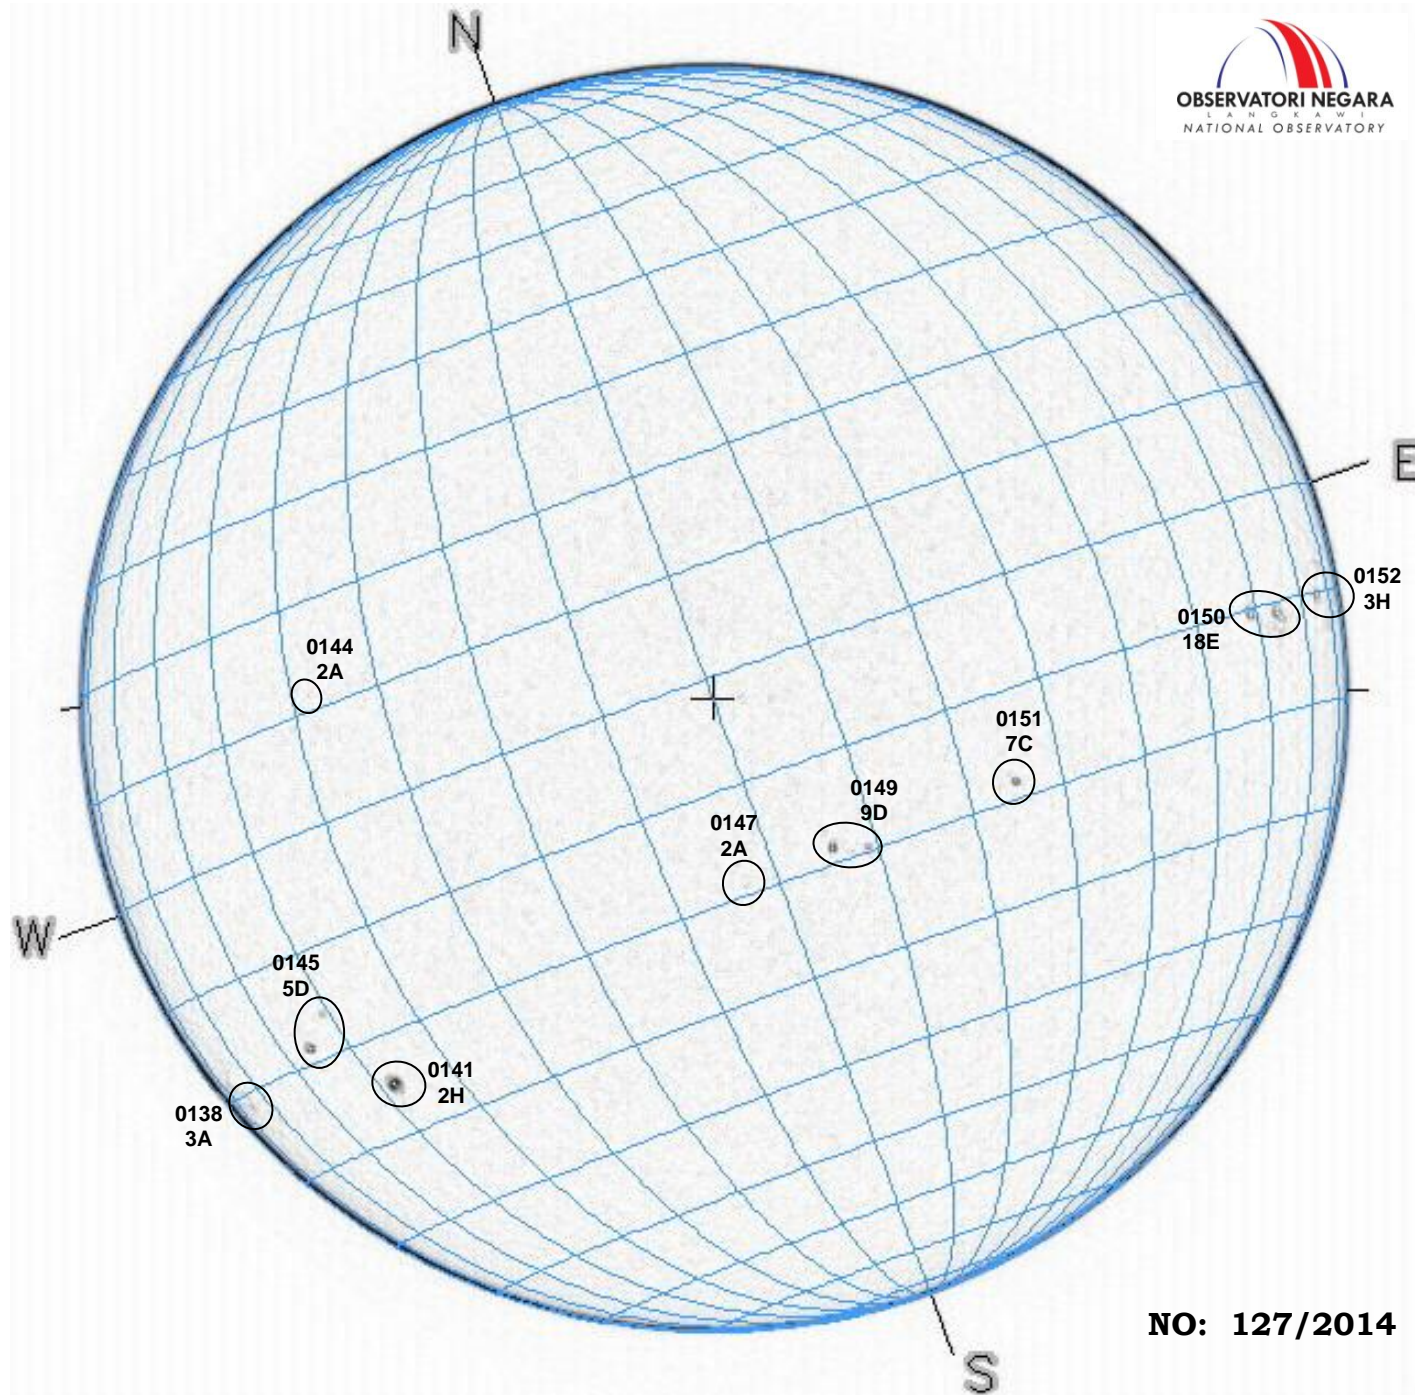 N
OBSERVATORI NEGARA
LANGKAWI
NATIONAL OBSERVATORY
E
0152
3H
0150
18E
0144
2A
0151
7C
0149
9D
0147
2A
W
0145
5D
0141
2H
0138
3A
NO: 127/2014
S